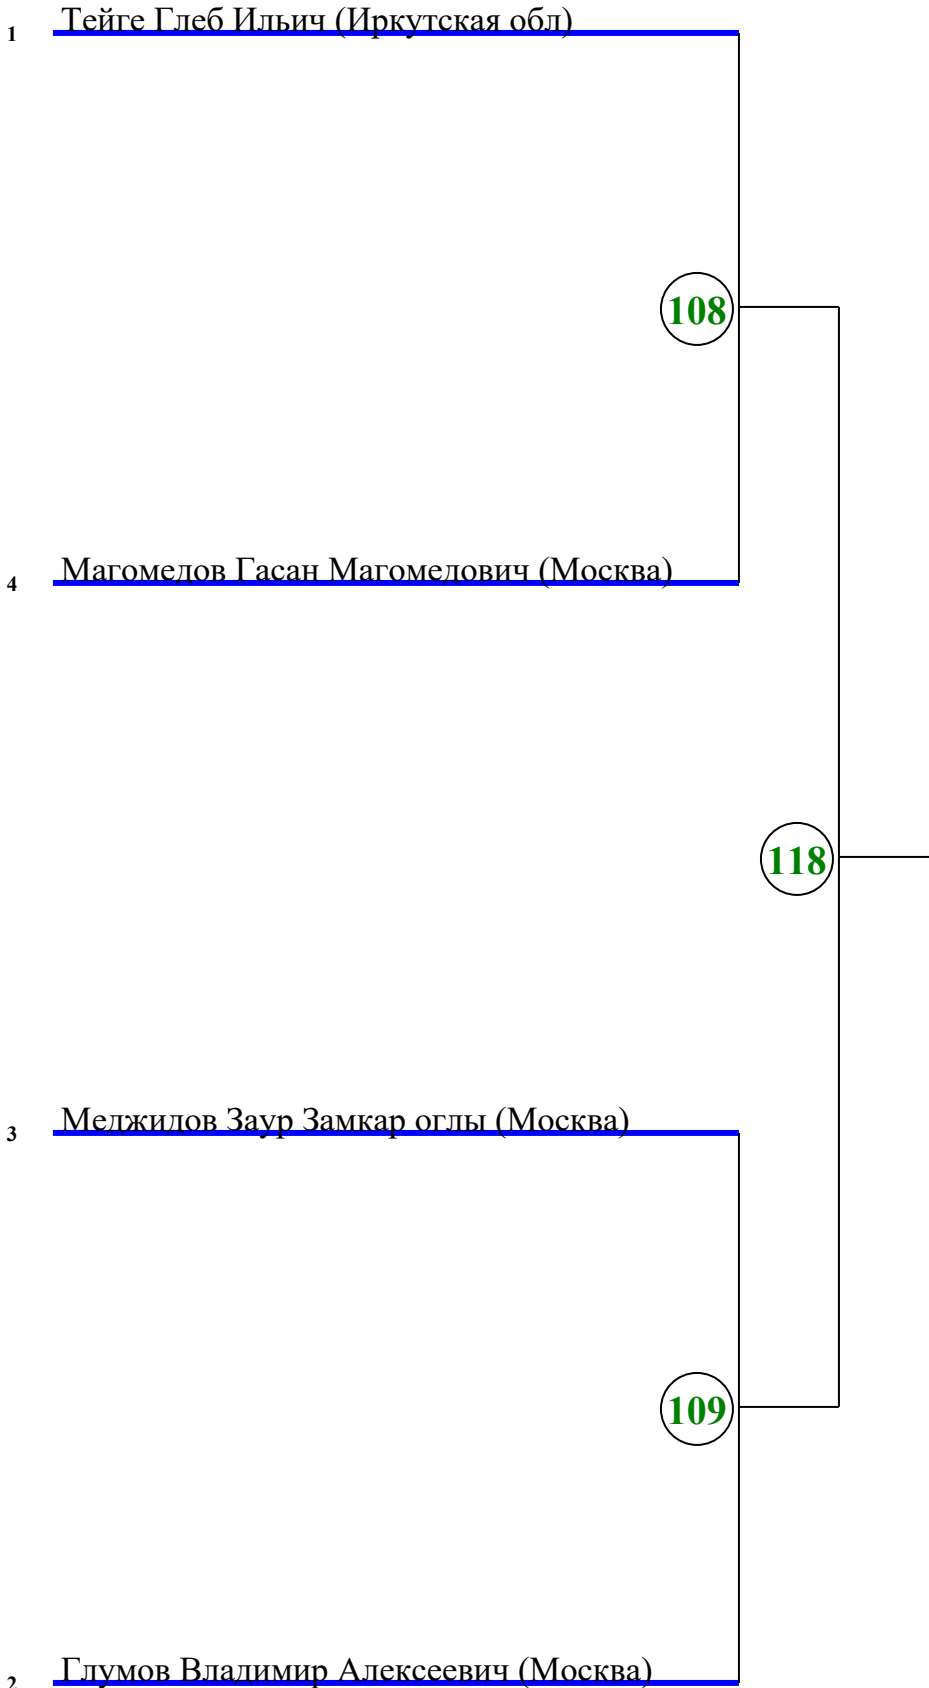 1 Тейге Глеб Ильич (Иркутская обл)
108
4 Магомедов Гасан Магомедович (Москва)
118
3 Меджидов Заур Замкар оглы (Москва)
109
2 Глумов Владимир Алексеевич (Москва)